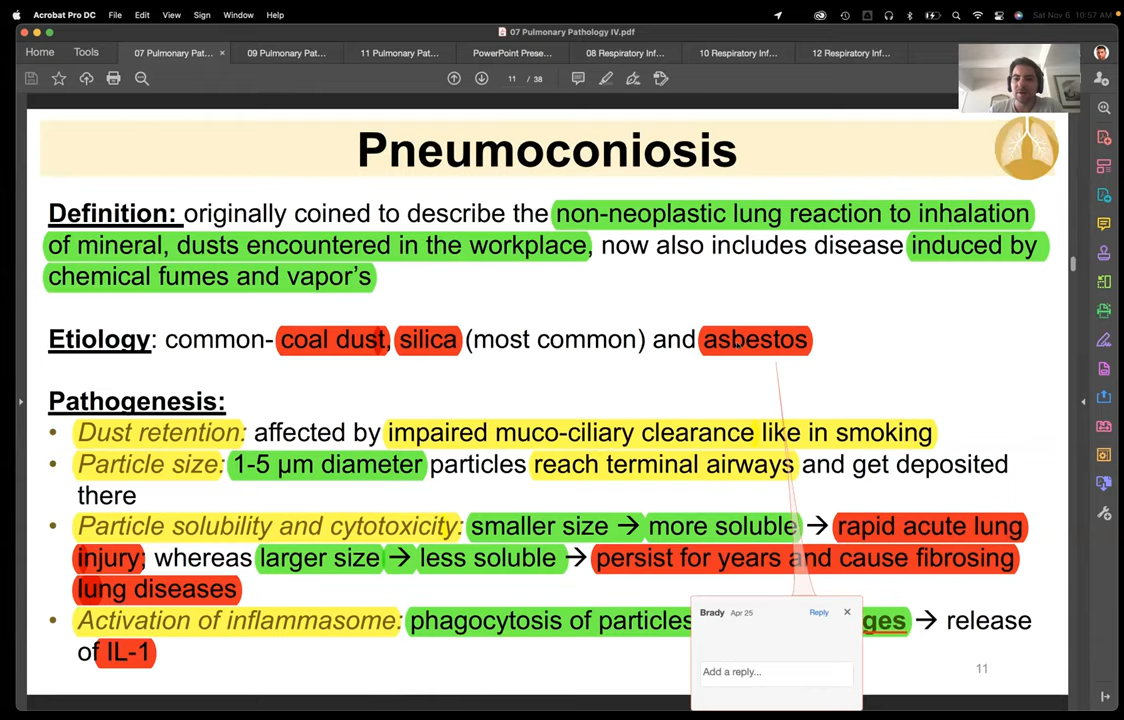 Acrobat Pro DC File Edit View Sign Window Help Sat Nov 6 10:57 AM
07 Pulmonary Pathology IV.pdf
Home Tools 07 Pulmonary Pat... × 09 Pulmonary Pat... 11 Pulmonary Pat... PowerPoint Prese... 08 Respiratory Inf... 10 Respiratory Inf... 12 Respiratory Inf...
11 / 38
Pneumoconiosis
Definition: originally coined to describe the non-neoplastic lung reaction to inhalation
of mineral, dusts encountered in the workplace, now also includes disease induced by
chemical fumes and vapor’s
Etiology: common- coal dust, silica (most common) and asbestos
Pathogenesis:
• Dust retention: affected by impaired muco-ciliary clearance like in smoking
• Particle size: 1-5 μm diameter particles reach terminal airways and get deposited
there
• Particle solubility and cytotoxicity: smaller size → more soluble → rapid acute lung
injury; whereas larger size → less soluble → persist for years and cause fibrosing
lung diseases
• Activation of inflammasome: phagocytosis of particles ges → release
of IL-1
Brady Apr 25 Reply ×
Add a reply...
11